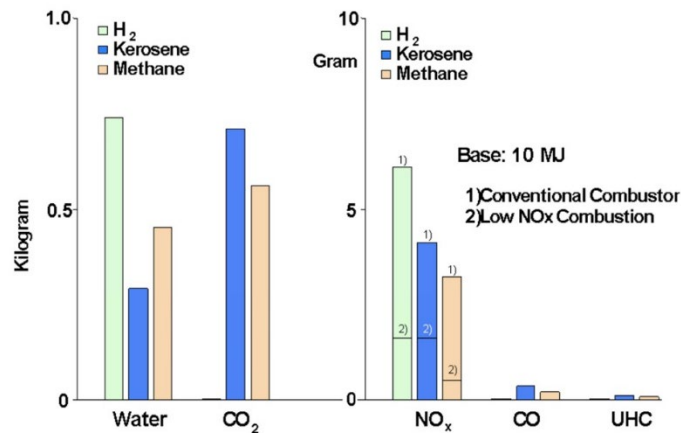 1.0
H2
Kerosene
Methane
0.5
Kilogram
0
Water
CO2
10
Gram
H2
Kerosene
Methane
Base: 10 MJ
1)Conventional Combustor
2)Low NOx Combustion
5
1)
1)
1)
2)
2)
2)
0
NOx
CO
UHC